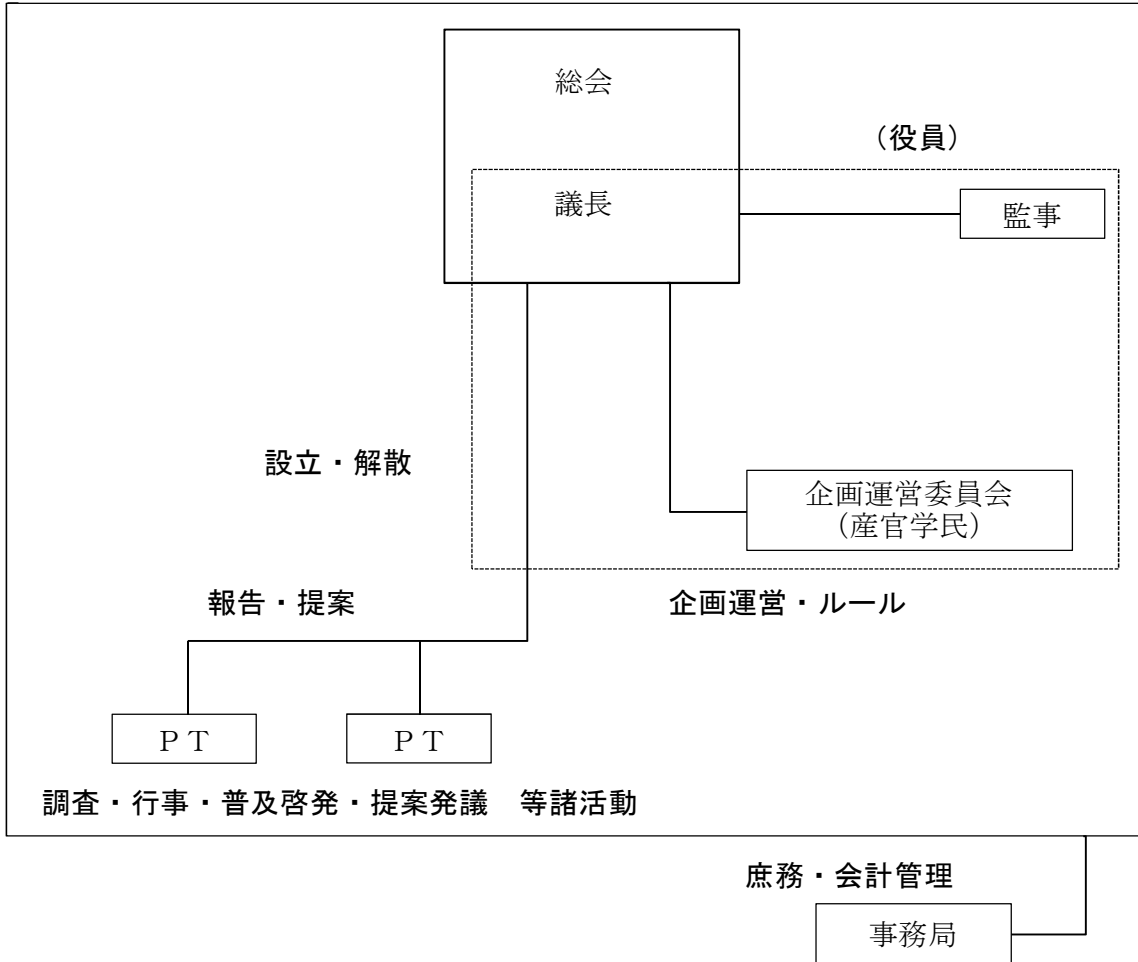 総会
(役員)
議長
監事
設立・解散
企画運営委員会
(産官学民)
報告・提案
企画運営・ルール
ＰＴ
ＰＴ
調査・行事・普及啓発・提案発議　等諸活動
庶務・会計管理
事務局